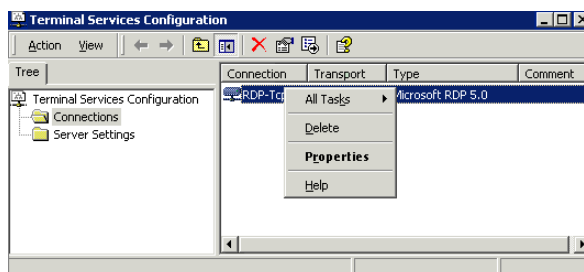 Terminal Services Configuration
Action View
Tree
Connection Transport Type Comment
Terminal Services Configuration
Connections
Server Settings
RDP-Tcp Microsoft RDP 5.0
All Tasks
Delete
Properties
Help